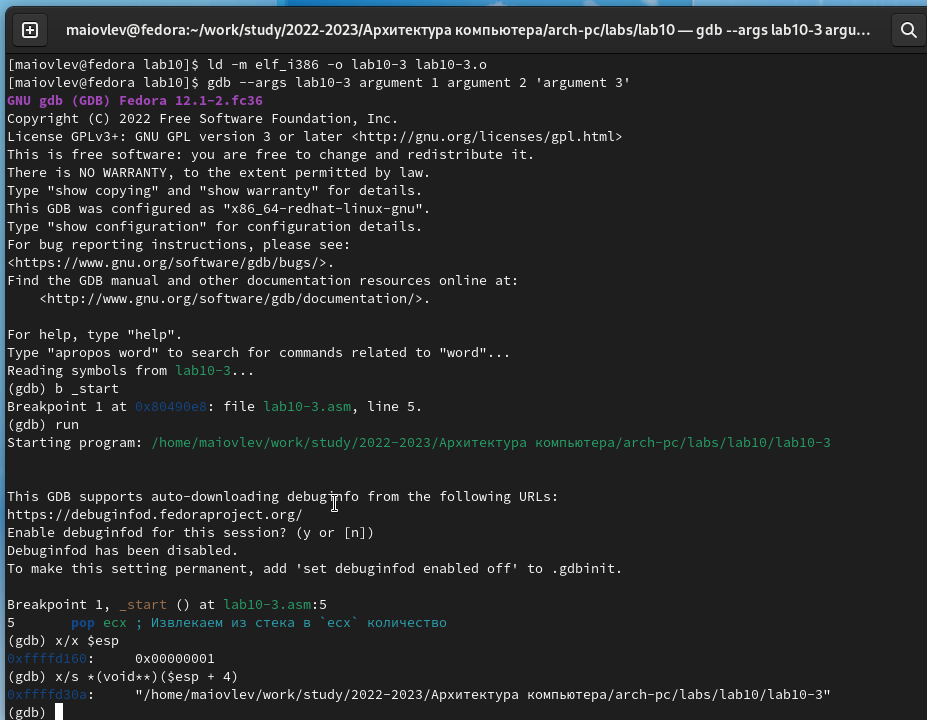 maiovlev@fedora:~/work/study/2022-2023/Архитектура компьютера/arch-pc/labs/lab10 — gdb --args lab10-3 argu...
[maiovlev@fedora lab10]$ ld -m elf_i386 -o lab10-3 lab10-3.o
[maiovlev@fedora lab10]$ gdb --args lab10-3 argument 1 argument 2 'argument 3'
GNU gdb (GDB) Fedora 12.1-2.fc36
Copyright (C) 2022 Free Software Foundation, Inc.
License GPLv3+: GNU GPL version 3 or later <http://gnu.org/licenses/gpl.html>
This is free software: you are free to change and redistribute it.
There is NO WARRANTY, to the extent permitted by law.
Type "show copying" and "show warranty" for details.
This GDB was configured as "x86_64-redhat-linux-gnu".
Type "show configuration" for configuration details.
For bug reporting instructions, please see:
<https://www.gnu.org/software/gdb/bugs/>.
Find the GDB manual and other documentation resources online at:
    <http://www.gnu.org/software/gdb/documentation/>.
For help, type "help".
Type "apropos word" to search for commands related to "word"...
Reading symbols from lab10-3...
(gdb) b _start
Breakpoint 1 at 0x80490e8: file lab10-3.asm, line 5.
(gdb) run
Starting program: /home/maiovlev/work/study/2022-2023/Архитектура компьютера/arch-pc/labs/lab10/lab10-3
This GDB supports auto-downloading debuginfo from the following URLs:
https://debuginfod.fedoraproject.org/
Enable debuginfod for this session? (y or [n])
Debuginfod has been disabled.
To make this setting permanent, add 'set debuginfod enabled off' to .gdbinit.
Breakpoint 1, _start () at lab10-3.asm:5
5       pop ecx ; Извлекаем из стека в `ecx` количество
(gdb) x/x $esp
0xffffd160:     0x00000001
(gdb) x/s *(void**)($esp + 4)
0xffffd30a:     "/home/maiovlev/work/study/2022-2023/Архитектура компьютера/arch-pc/labs/lab10/lab10-3"
(gdb)